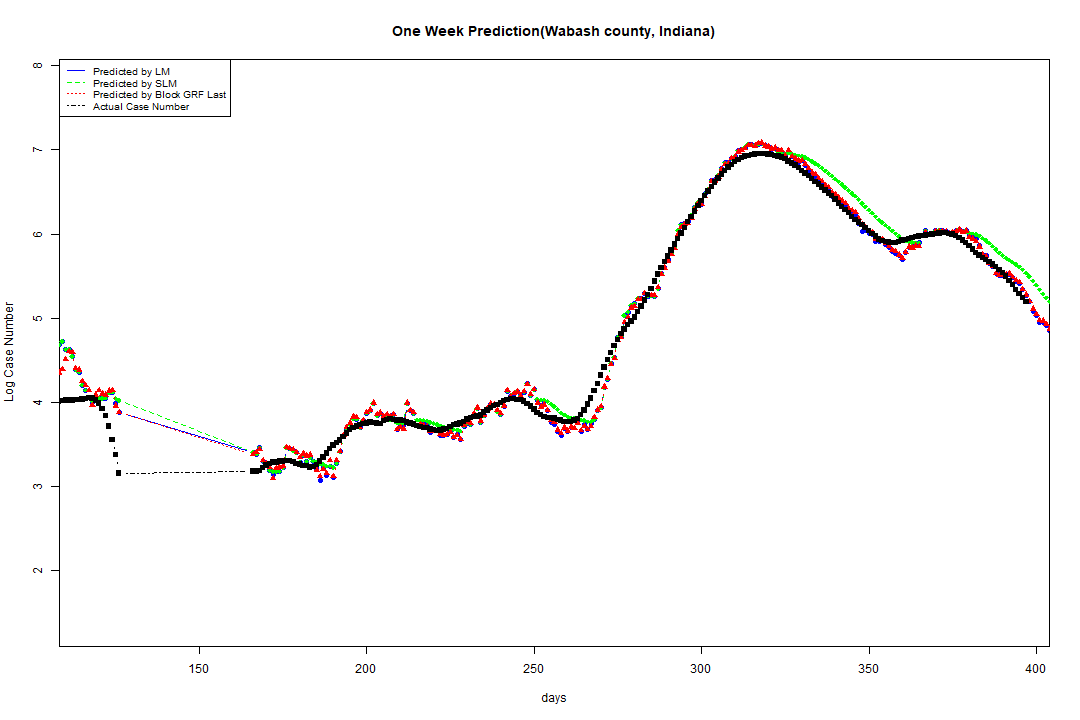 One Week Prediction(Wabash county, Indiana)
8
Predicted by LM
Predicted by SLM
Predicted by Block GRF Last
Actual Case Number
7
6
5
4
3
2
Log Case Number
150 200 250 300 350 400
days